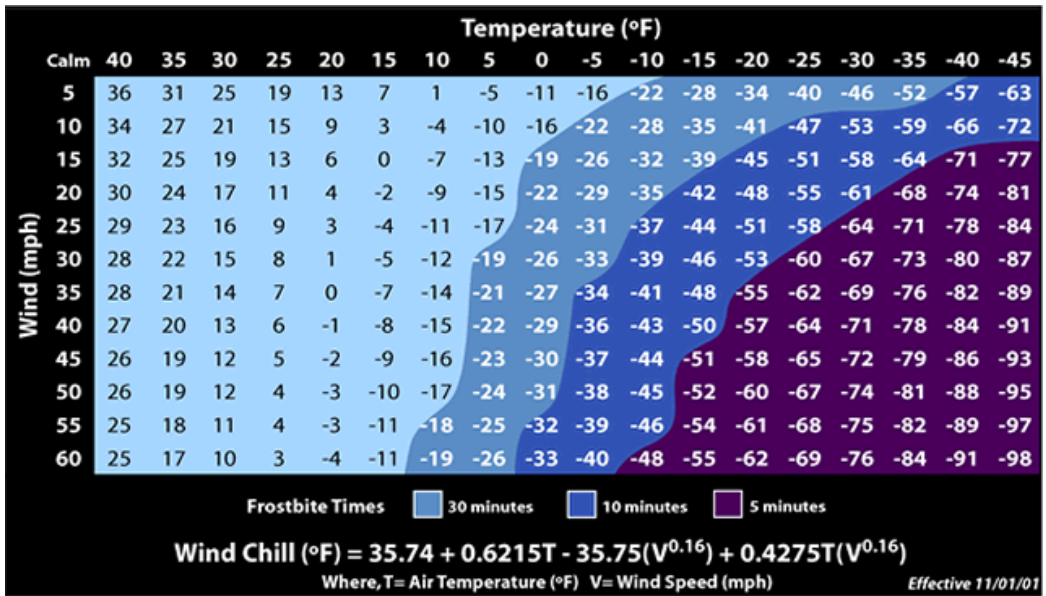 Temperature (ºF)
Calm 40 35 30 25 20 15 10 5 0 -5 -10 -15 -20 -25 -30 -35 -40 -45
5 36 31 25 19 13 7 1 -5 -11 -16 -22 -28 -34 -40 -46 -52 -57 -63
10 34 27 21 15 9 3 -4 -10 -16 -22 -28 -35 -41 -47 -53 -59 -66 -72
15 32 25 19 13 6 0 -7 -13 -19 -26 -32 -39 -45 -51 -58 -64 -71 -77
20 30 24 17 11 4 -2 -9 -15 -22 -29 -35 -42 -48 -55 -61 -68 -74 -81
25 29 23 16 9 3 -4 -11 -17 -24 -31 -37 -44 -51 -58 -64 -71 -78 -84
30 28 22 15 8 1 -5 -12 -19 -26 -33 -39 -46 -53 -60 -67 -73 -80 -87
35 28 21 14 7 0 -7 -14 -21 -27 -34 -41 -48 -55 -62 -69 -76 -82 -89
40 27 20 13 6 -1 -8 -15 -22 -29 -36 -43 -50 -57 -64 -71 -78 -84 -91
45 26 19 12 5 -2 -9 -16 -23 -30 -37 -44 -51 -58 -65 -72 -79 -86 -93
50 26 19 12 4 -3 -10 -17 -24 -31 -38 -45 -52 -60 -67 -74 -81 -88 -95
55 25 18 11 4 -3 -11 -18 -25 -32 -39 -46 -54 -61 -68 -75 -82 -89 -97
60 25 17 10 3 -4 -11 -19 -26 -33 -40 -48 -55 -62 -69 -76 -84 -91 -98
Wind (mph)
Frostbite Times 30 minutes 10 minutes 5 minutes
Wind Chill (ºF) = 35.74 + 0.6215T - 35.75(V^0.16) + 0.4275T(V^0.16)
Where, T= Air Temperature (ºF) V= Wind Speed (mph) Effective 11/01/01